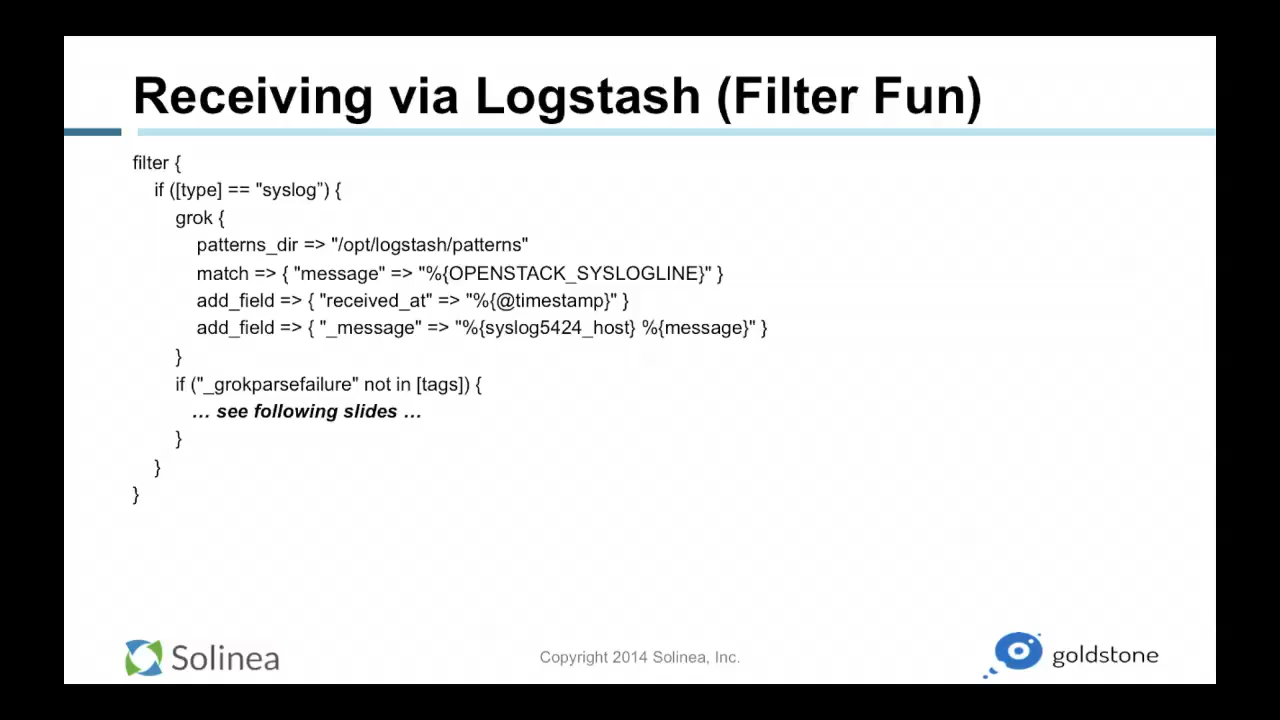 Receiving via Logstash (Filter Fun)
filter {
if ([type] == "syslog”) {
grok {
patterns_dir => "/opt/logstash/patterns"
match => { "message" => "%{OPENSTACK_SYSLOGLINE}" }
add_field => { "received_at" => "%{@timestamp}" }
add_field => { "_message" => "%{syslog5424_host} %{message}" }
}
if ("_grokparsefailure" not in [tags]) {
… see following slides …
}
}
}
Solinea
Copyright 2014 Solinea, Inc.
goldstone